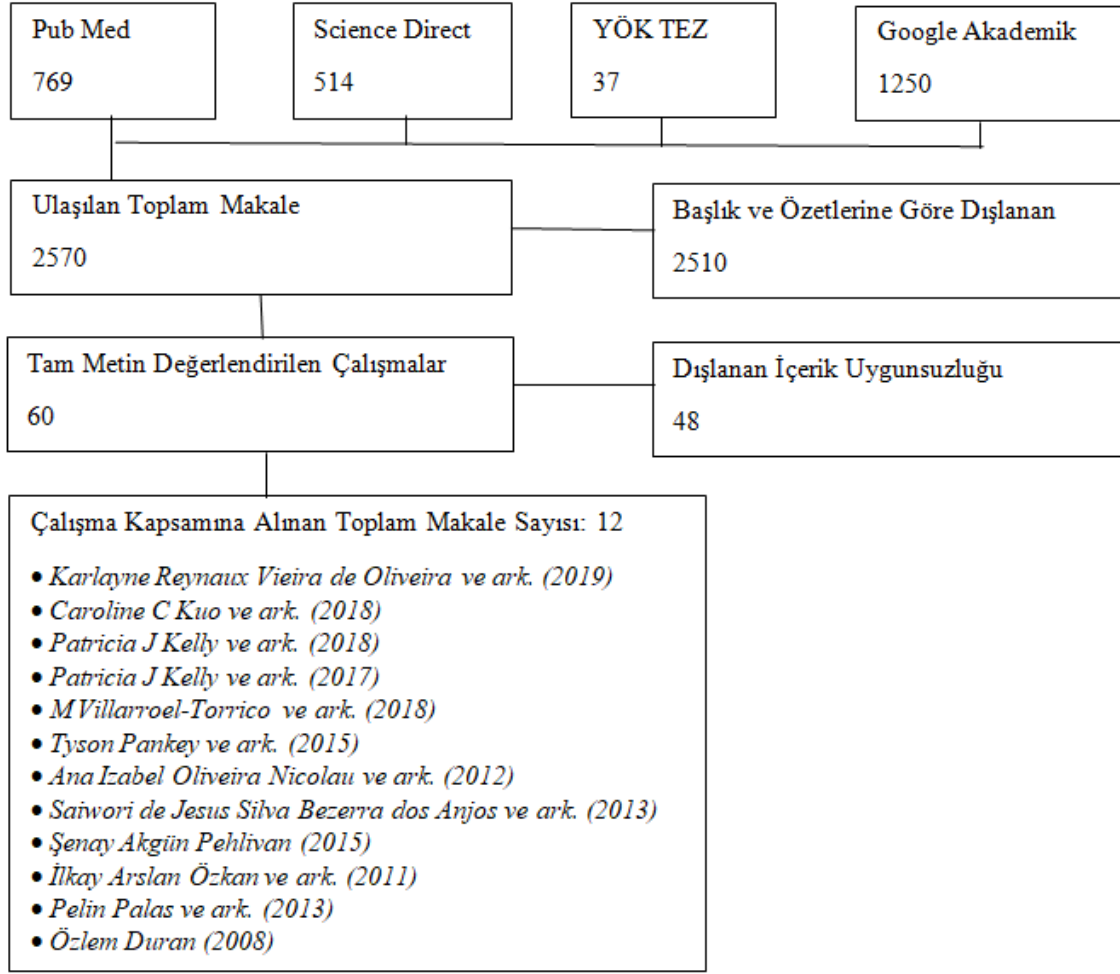 Pub Med
769
Science Direct
514
YÖK TEZ
37
Google Akademik
1250
Ulaşılan Toplam Makale
2570
Başlık ve Özetlerine Göre Dışlanan
2510
Tam Metin Değerlendirilen Çalışmalar
60
Dışlanan İçerik Uygunsuzluğu
48
Çalışma Kapsamına Alınan Toplam Makale Sayısı: 12
• Karlayne Reynaux Vieira de Oliveira ve ark. (2019)
• Caroline C Kuo ve ark. (2018)
• Patricia J Kelly ve ark. (2018)
• Patricia J Kelly ve ark. (2017)
• M Villarroel-Torrico ve ark. (2018)
• Tyson Pankey ve ark. (2015)
• Ana Izabel Oliveira Nicolau ve ark. (2012)
• Saiwori de Jesus Silva Bezerra dos Anjos ve ark. (2013)
• Şenay Akgün Pehlivan (2015)
• İlkay Arslan Özkan ve ark. (2011)
• Pelin Palas ve ark. (2013)
• Özlem Duran (2008)